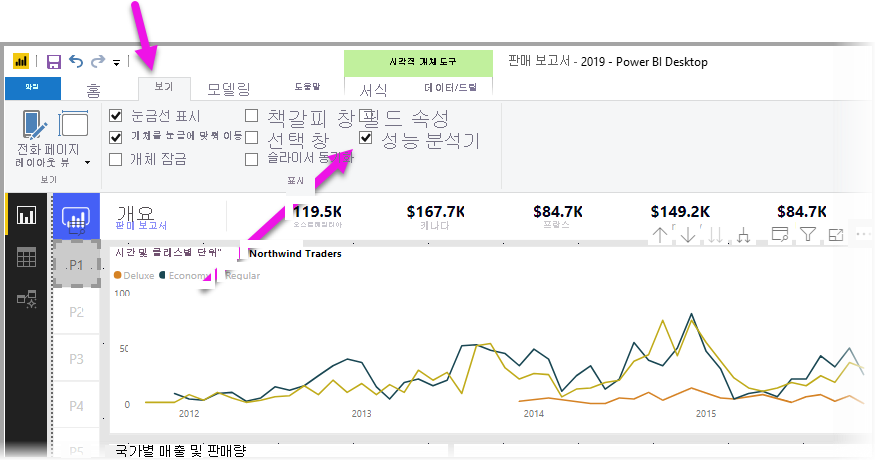 시각적 개체 도구
판매 보고서 - 2019 - Power BI Desktop
파일 홈 보기 모델링 도움말 서식 데이터/드릴
눈금선 표시 책갈피 창 필드 속성
개체를 눈금에 맞춰 이동 선택 창 성능 분석기
개체 잠금 슬라이서 동기화
전화 페이지
레이아웃 뷰
보기 표시
개요 119.5K $167.7K $84.7K $149.2K $84.7K
판매 보고서 오스트레일리아 캐나다 프랑스
P1
시간 및 클래스별 단위" Northwind Traders
Deluxe Economy Regular
100
P2
50
P3
0
P4
2012 2013 2014 2015
P5
국가별 매출 및 판매량